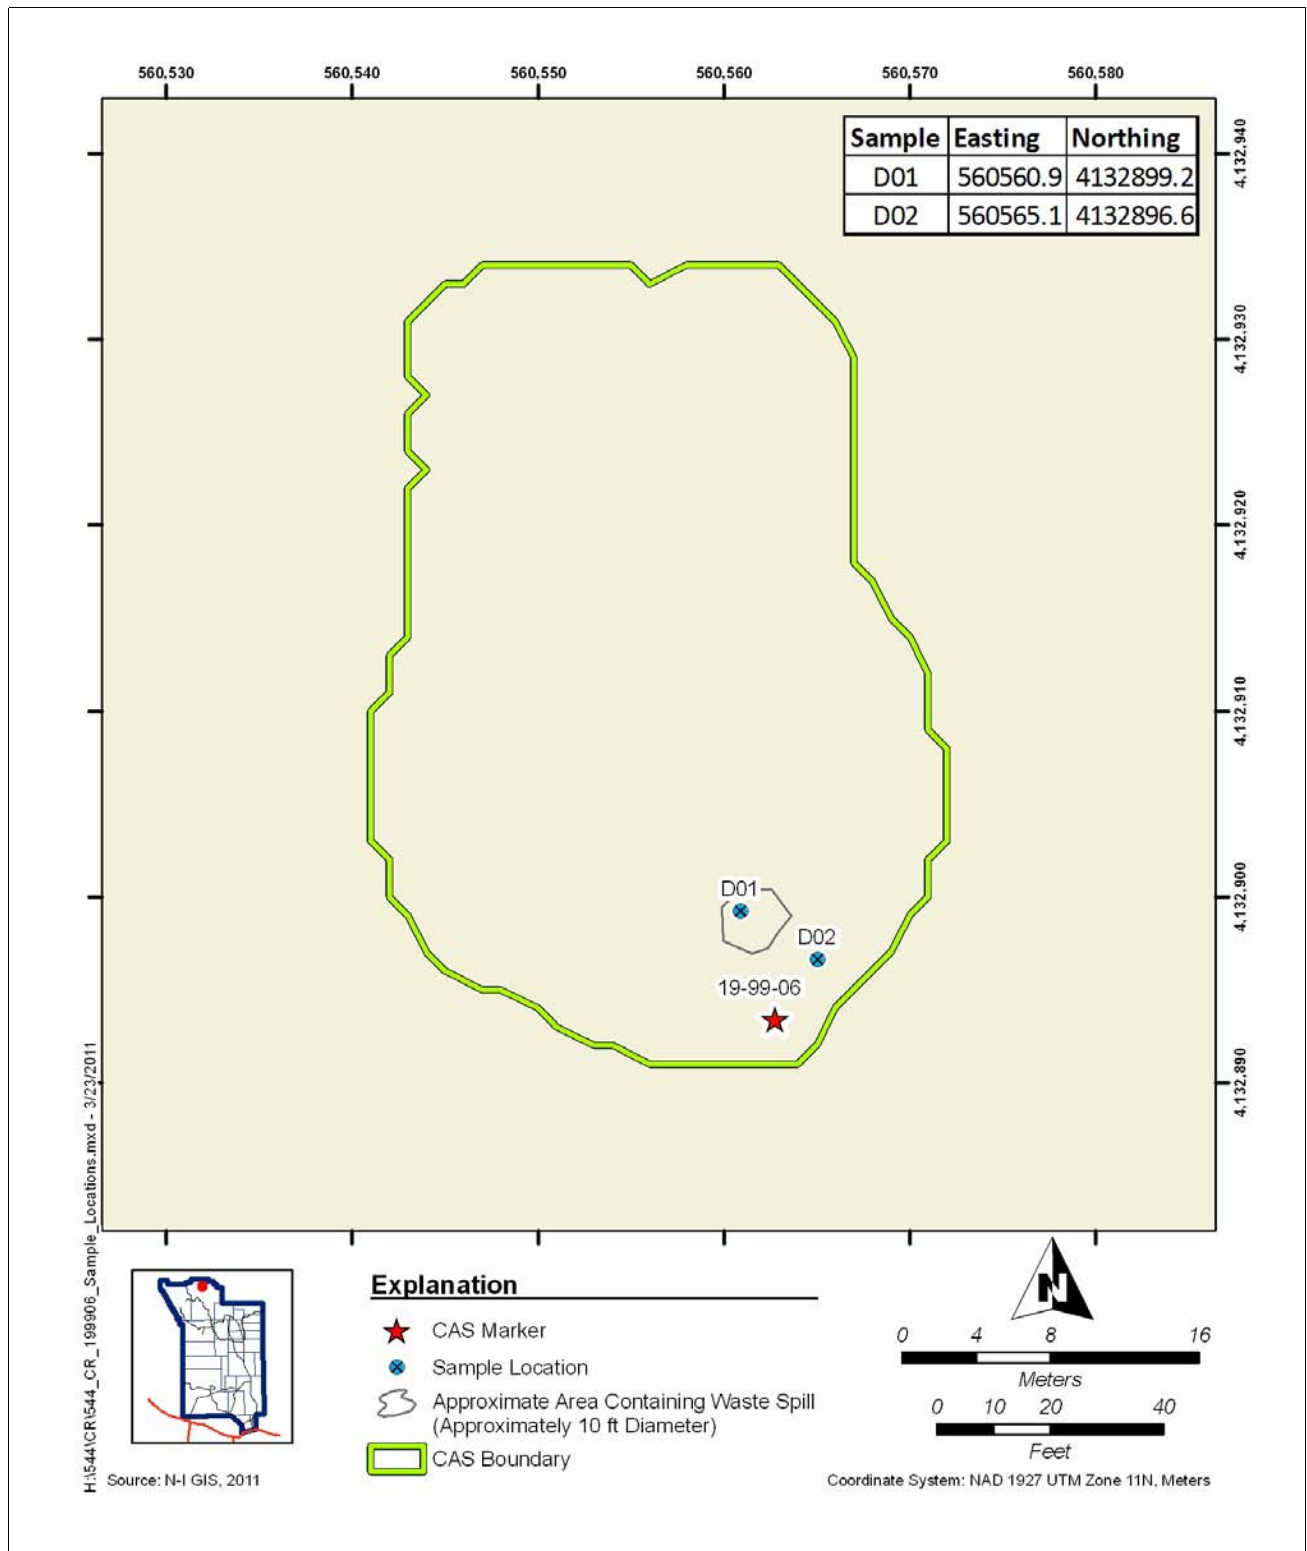 560,530 560,540 560,550 560,560 560,570 560,580
Sample Easting Northing
D01 560560.9 4132899.2
D02 560565.1 4132896.6
4,132,940
4,132,930
4,132,920
4,132,910
4,132,900
4,132,890
D01
D02
19-99-06
H:\544\CR\544_CR_199906_Sample_Locations.mxd - 3/23/2011
Explanation
CAS Marker
Sample Location
Approximate Area Containing Waste Spill
(Approximately 10 ft Diameter)
CAS Boundary
N
0 4 8 16
Meters
0 10 20 40
Feet
Source: N-I GIS, 2011
Coordinate System: NAD 1927 UTM Zone 11N, Meters